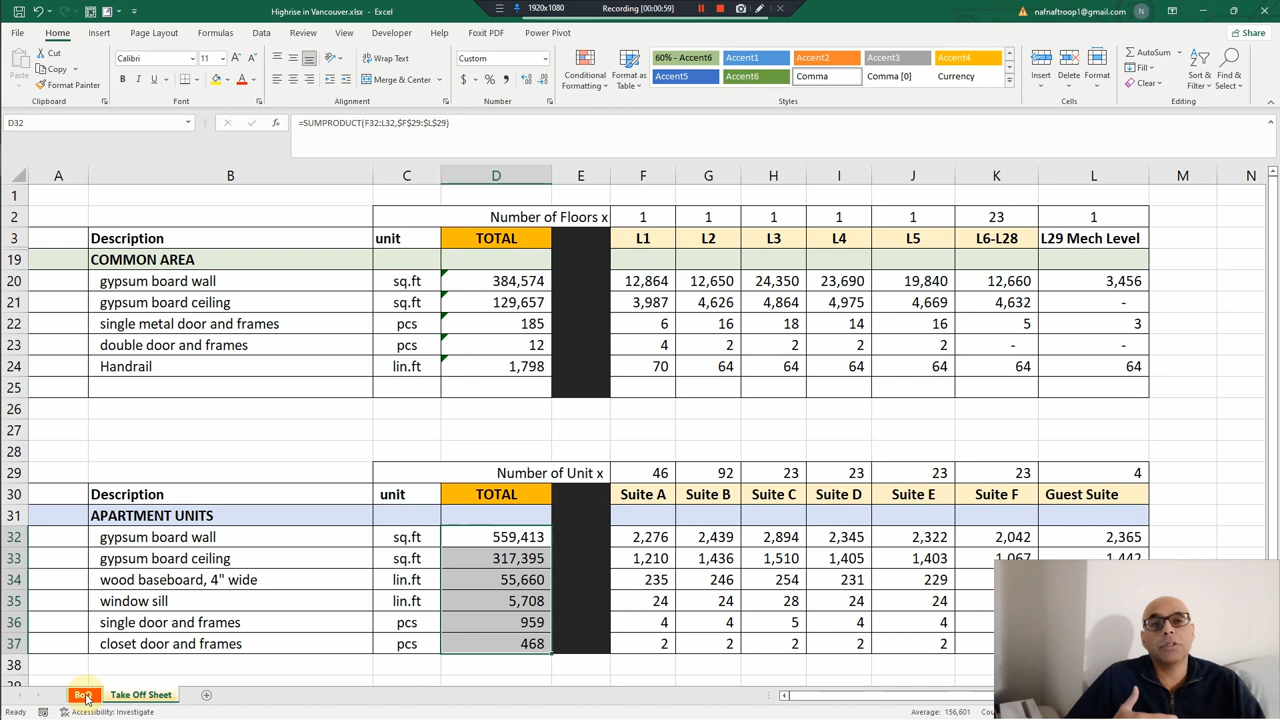 Highrise in Vancouver.xlsx - Excel
1920x1080
Recording [00:00:59]
nafnaftroop1@gmail.com
N
File Home Insert Page Layout Formulas Data Review View Developer Help Foxit PDF Power Pivot
Share
Paste
Cut
Copy
Format Painter
Calibri 11
B I U
Wrap Text
Merge & Center
Custom
$ %
Conditional Formatting
Format as Table
60% - Accent6 Accent1 Accent2 Accent3 Accent4
Accent5 Accent6 Comma Comma [0] Currency
Insert Delete Format
AutoSum
Fill
Clear
Sort & Filter
Find & Select
Clipboard Font Alignment Number Styles Cells Editing
D32 fx =SUMPRODUCT(F32:L32,$F$29:$L$29)
A B C D E F G H I J K L M N
1
2 Number of Floors x 1 1 1 1 1 23 1
3 Description unit TOTAL L1 L2 L3 L4 L5 L6-L28 L29 Mech Level
19 COMMON AREA
20 gypsum board wall sq.ft 384,574 12,864 12,650 24,350 23,690 19,840 12,660 3,456
21 gypsum board ceiling sq.ft 129,657 3,987 4,626 4,864 4,975 4,669 4,632 -
22 single metal door and frames pcs 185 6 16 18 14 16 5 3
23 double door and frames pcs 12 4 2 2 2 2 - -
24 Handrail lin.ft 1,798 70 64 64 64 64 64 64
25
26
27
28
29 Number of Unit x 46 92 23 23 23 23 4
30 Description unit TOTAL Suite A Suite B Suite C Suite D Suite E Suite F Guest Suite
31 APARTMENT UNITS
32 gypsum board wall sq.ft 559,413 2,276 2,439 2,894 2,345 2,322 2,042 2,365
33 gypsum board ceiling sq.ft 317,395 1,210 1,436 1,510 1,405 1,403 1,067 1,442
34 wood baseboard, 4" wide lin.ft 55,660 235 246 254 231 229
35 window sill lin.ft 5,708 24 24 28 24 24
36 single door and frames pcs 959 4 4 5 4 4
37 closet door and frames pcs 468 2 2 2 2 2
38
Take Off Sheet
Ready Accessibility: Investigate Average: 156,601